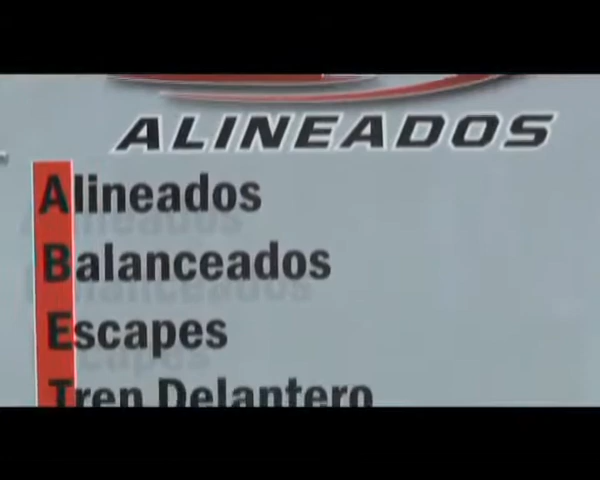 ALINEADOS
Alineados
Balanceados
Escapes
Tren Delantero